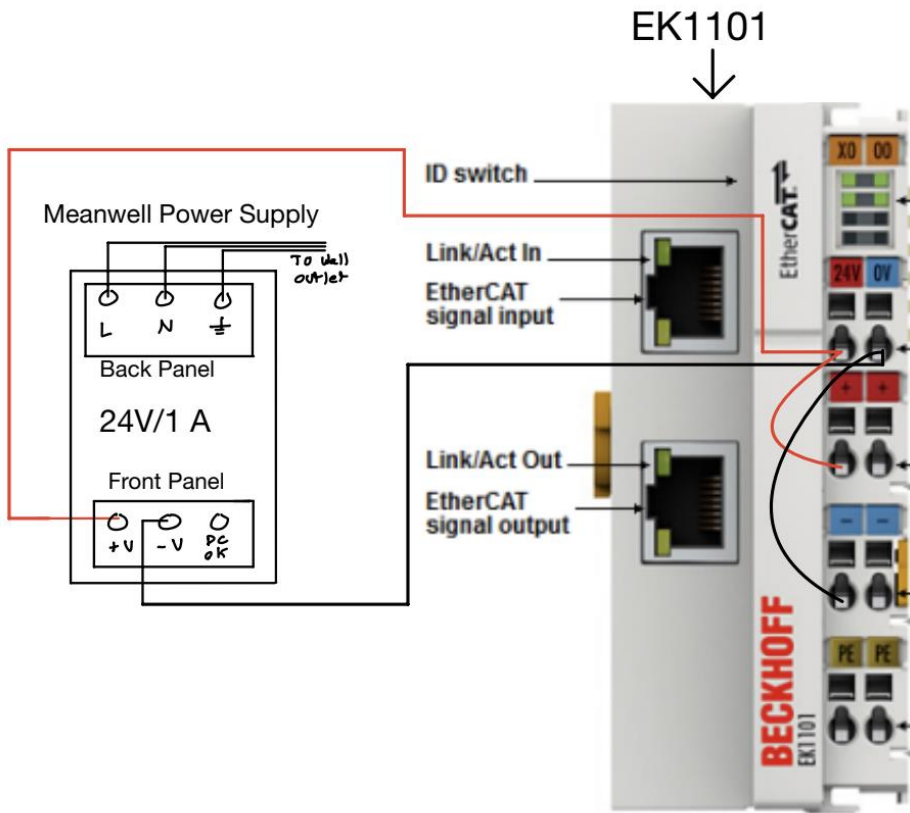 EK1101
ID switch
Meanwell Power Supply
To Wall
outlet
L N
Back Panel
24V/1 A
Front Panel
+V -V DC
OK
Link/Act In
EtherCAT
signal input
Link/Act Out
EtherCAT
signal output
EtherCAT
X0 00
24V 0V
+ +
- -
PE PE
BECKHOFF
EK1101